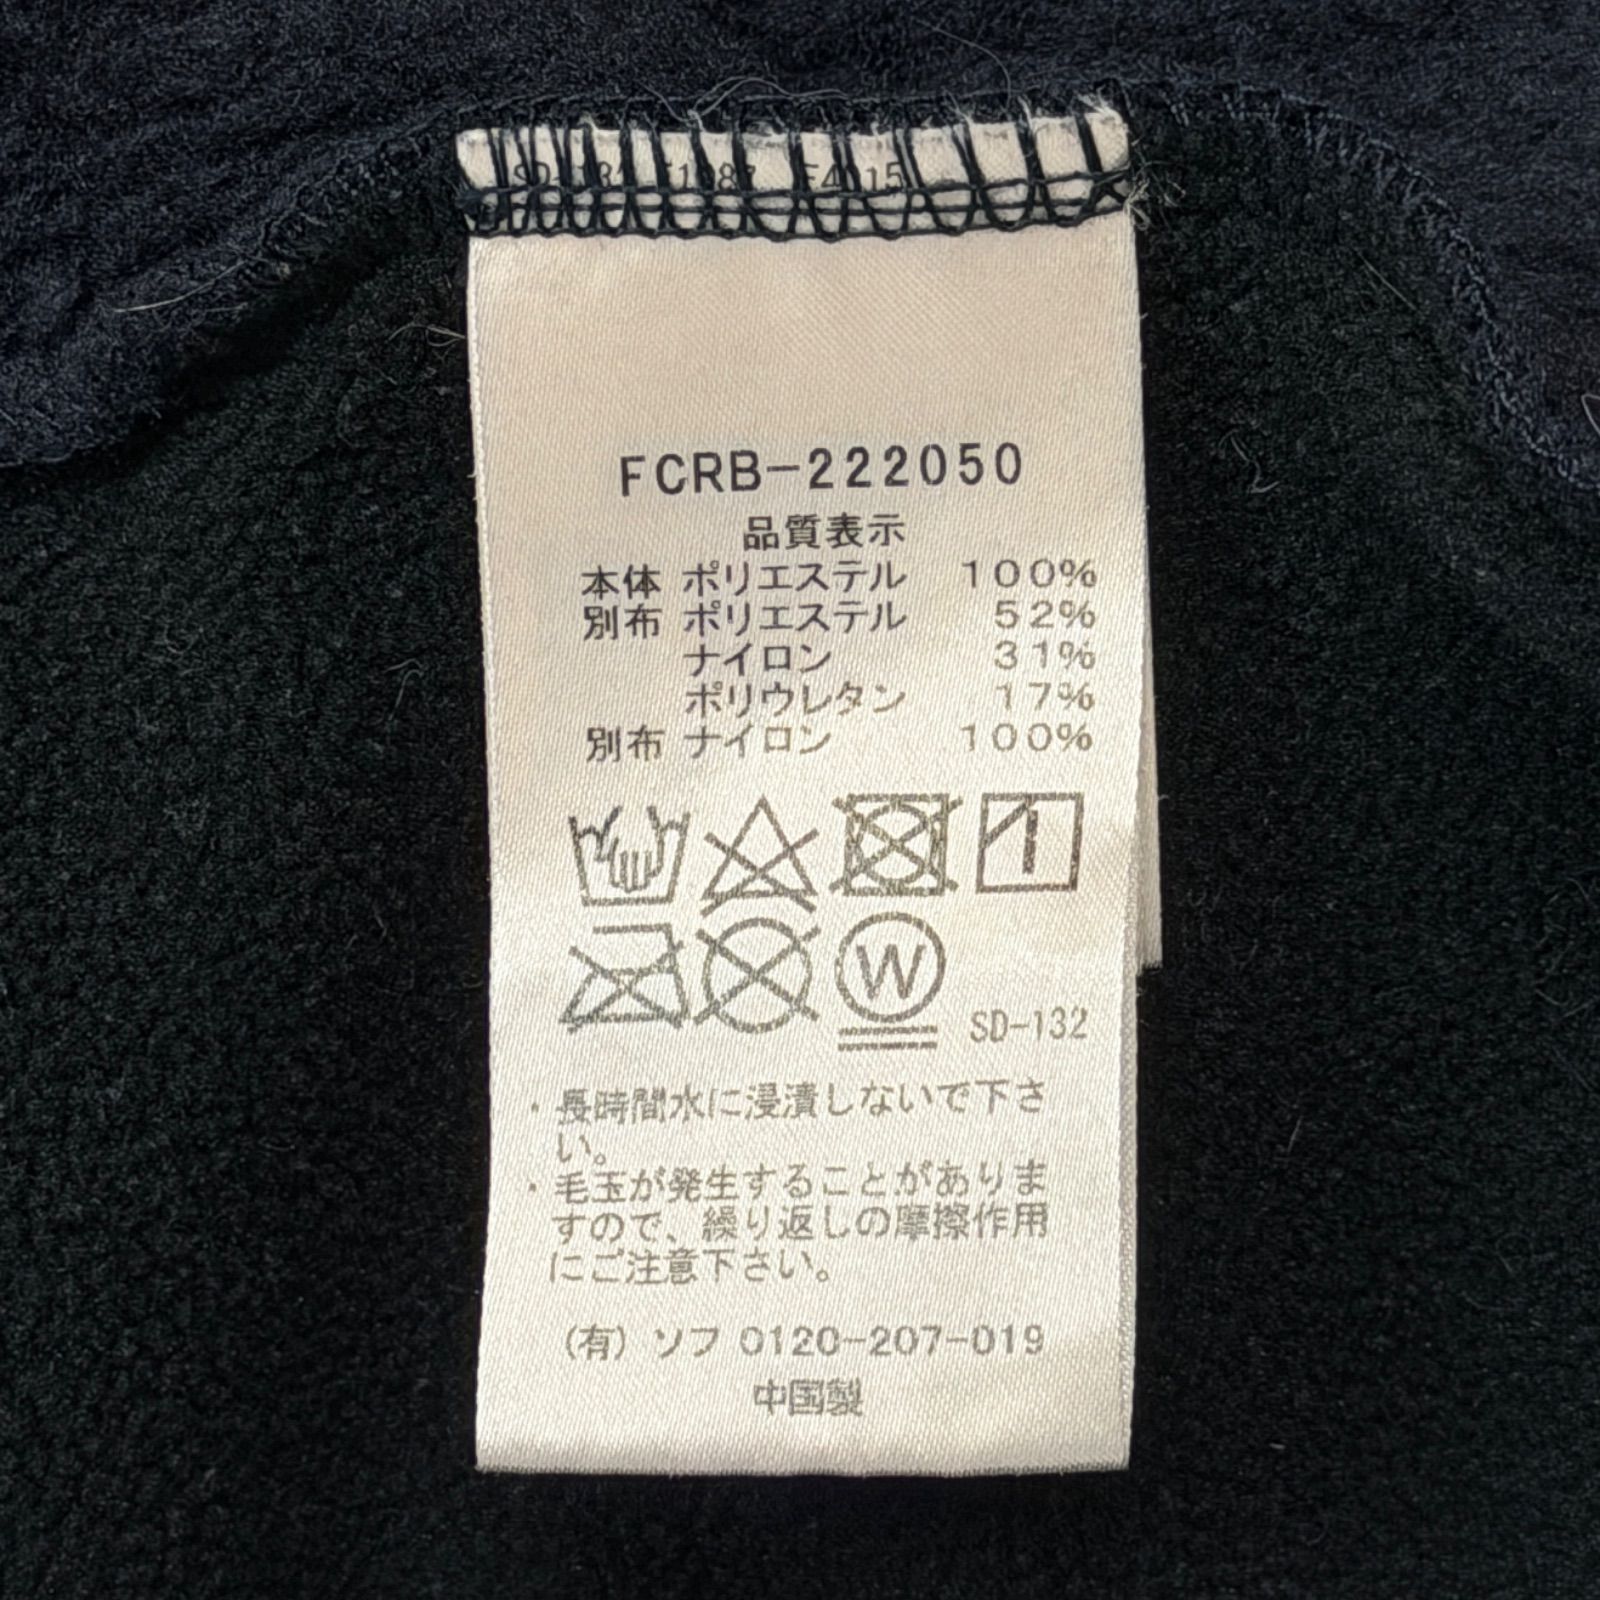 FCRB-222050
品質表示
本体 ポリエステル 100%
別布 ポリエステル 52%
ナイロン 31%
ポリウレタン 17%
別布 ナイロン 100%
W
SD-132
・長時間水に浸漬しないで下さ
い。
・毛玉が発生することがありま
すので、繰り返しの摩擦作用
にご注意下さい。
(有)ソフ 0120-207-019
中国製